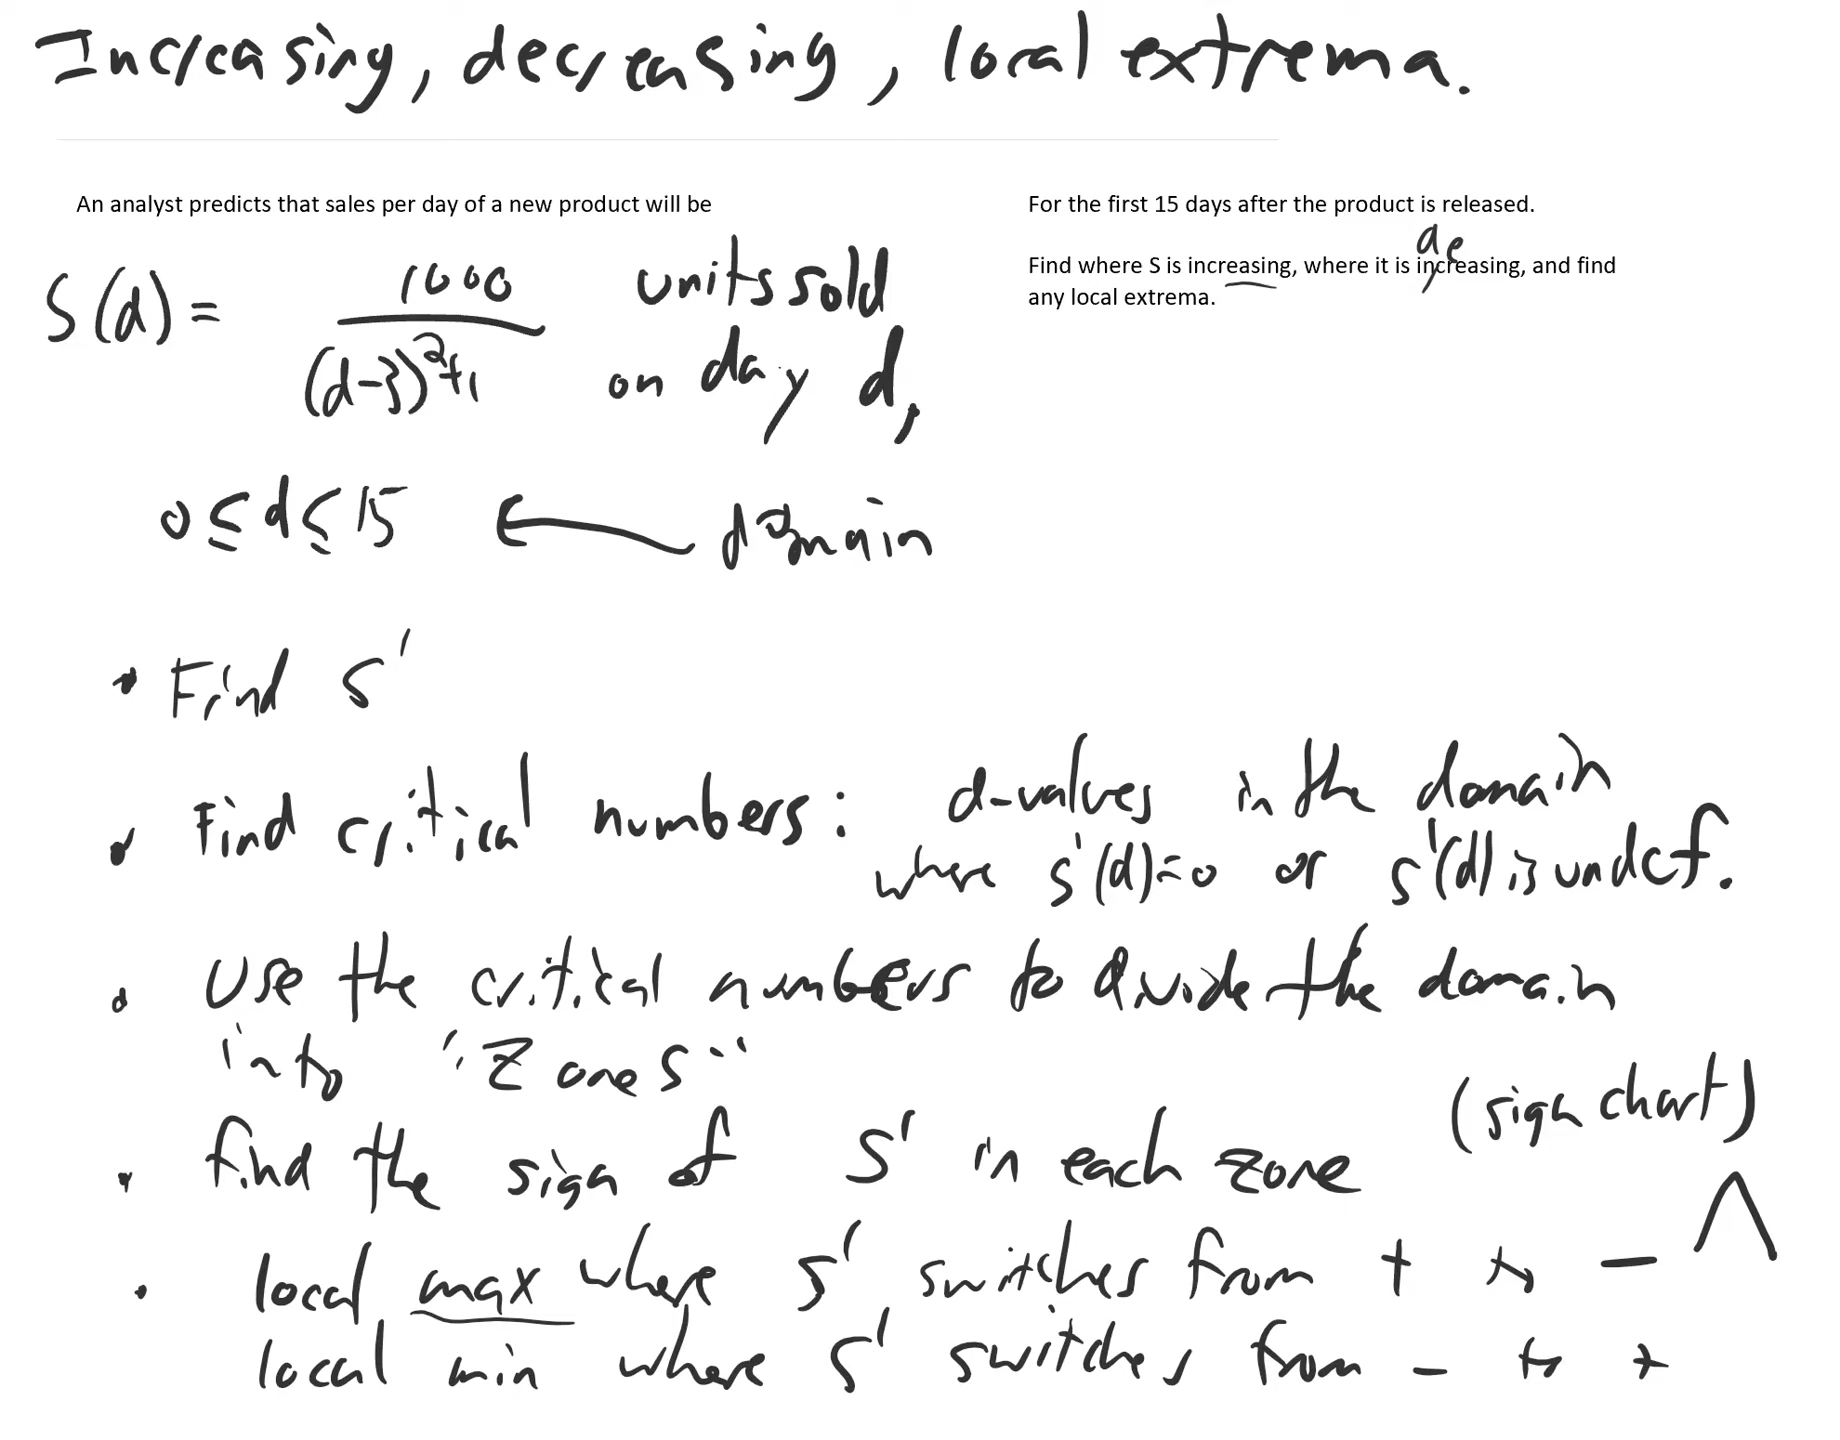 Increasing, decreasing, local extrema.
An analyst predicts that sales per day of a new product will be
For the first 15 days after the product is released.
de
Find where S is increasing, where it is increasing, and find
any local extrema.
S(d) = 1000 / (d-3)²+1 units sold
on day d,
0 ≤ d ≤ 15 ← domain
• Find S'
• Find critical numbers: d-values in the domain
where S'(d)=0 or S'(d) is undef.
• Use the critical numbers to divide the domain
into "Zones"
(sign chart)
• find the sign of S' in each zone
• local max where S' switches from + to - ∧
local min where S' switches from - to +